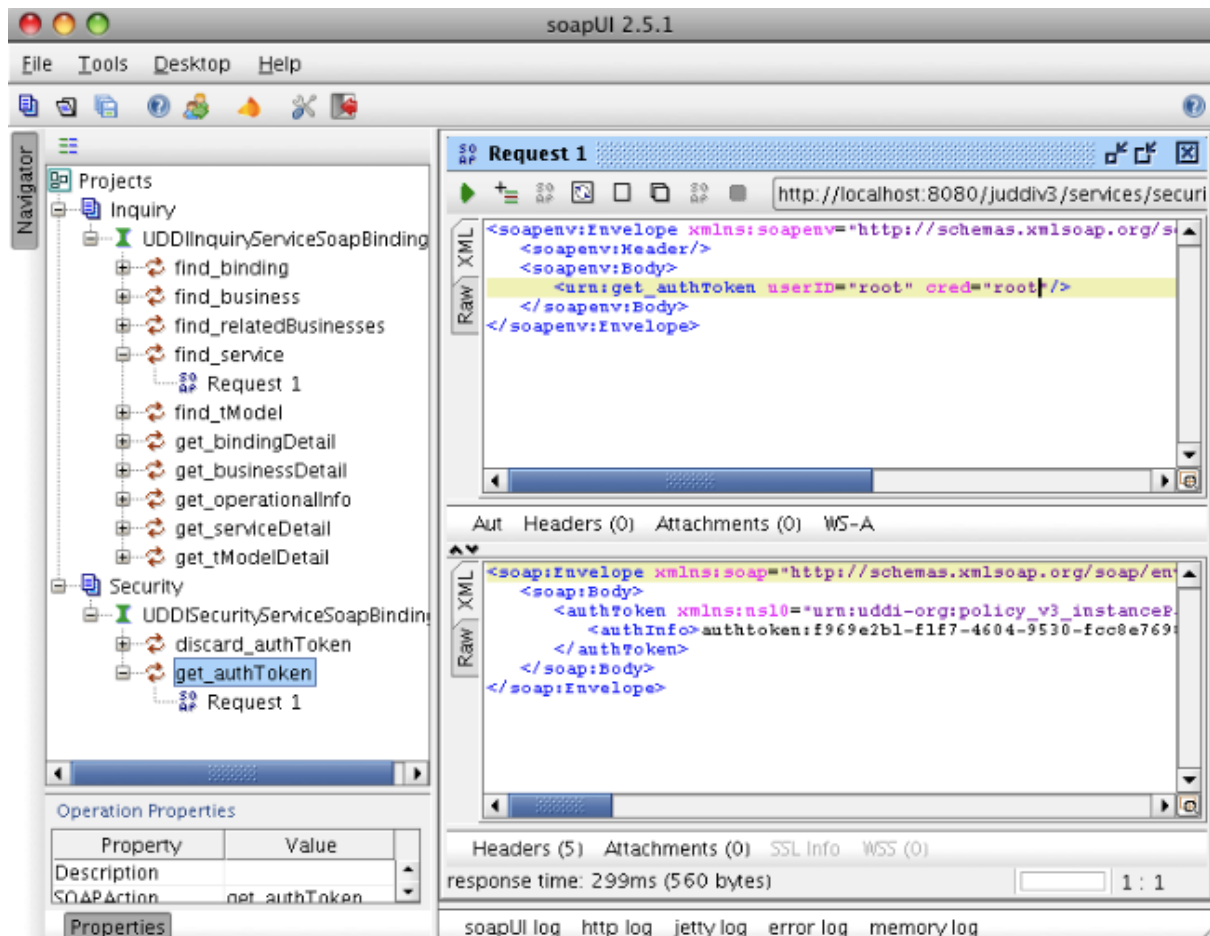 soapUI 2.5.1
File Tools Desktop Help
Navigator
Projects
Inquiry
UDDIInquiryServiceSoapBinding
find_binding
find_business
find_relatedBusinesses
find_service
Request 1
find_tModel
get_bindingDetail
get_businessDetail
get_operationalInfo
get_serviceDetail
get_tModelDetail
Security
UDDISecurityServiceSoapBinding
discard_authToken
get_authToken
Request 1
Operation Properties
Property Value
Description
SOAPAction get_authToken
Properties
Request 1
http://localhost:8080/juddiv3/services/securi
XML
Raw
<soapenv:Envelope xmlns:soapenv="http://schemas.xmlsoap.org/s
<soapenv:Header/>
<soapenv:Body>
<urn:get_authToken userID="root" cred="root"/>
</soapenv:Body>
</soapenv:Envelope>
Aut Headers (0) Attachments (0) WS-A
XML
Raw
<soap:Envelope xmlns:soap="http://schemas.xmlsoap.org/soap/en
<soap:Body>
<authToken xmlns:ns10="urn:uddi-org:policy_v3_instanceP
<authInfo>authtoken:f969e2b1-f1f7-4604-9530-fcc8e769
</authToken>
</soap:Body>
</soap:Envelope>
Headers (5) Attachments (0) SSL Info WSS (0)
response time: 299ms (560 bytes)
1 : 1
soapUI log http log jetty log error log memory log